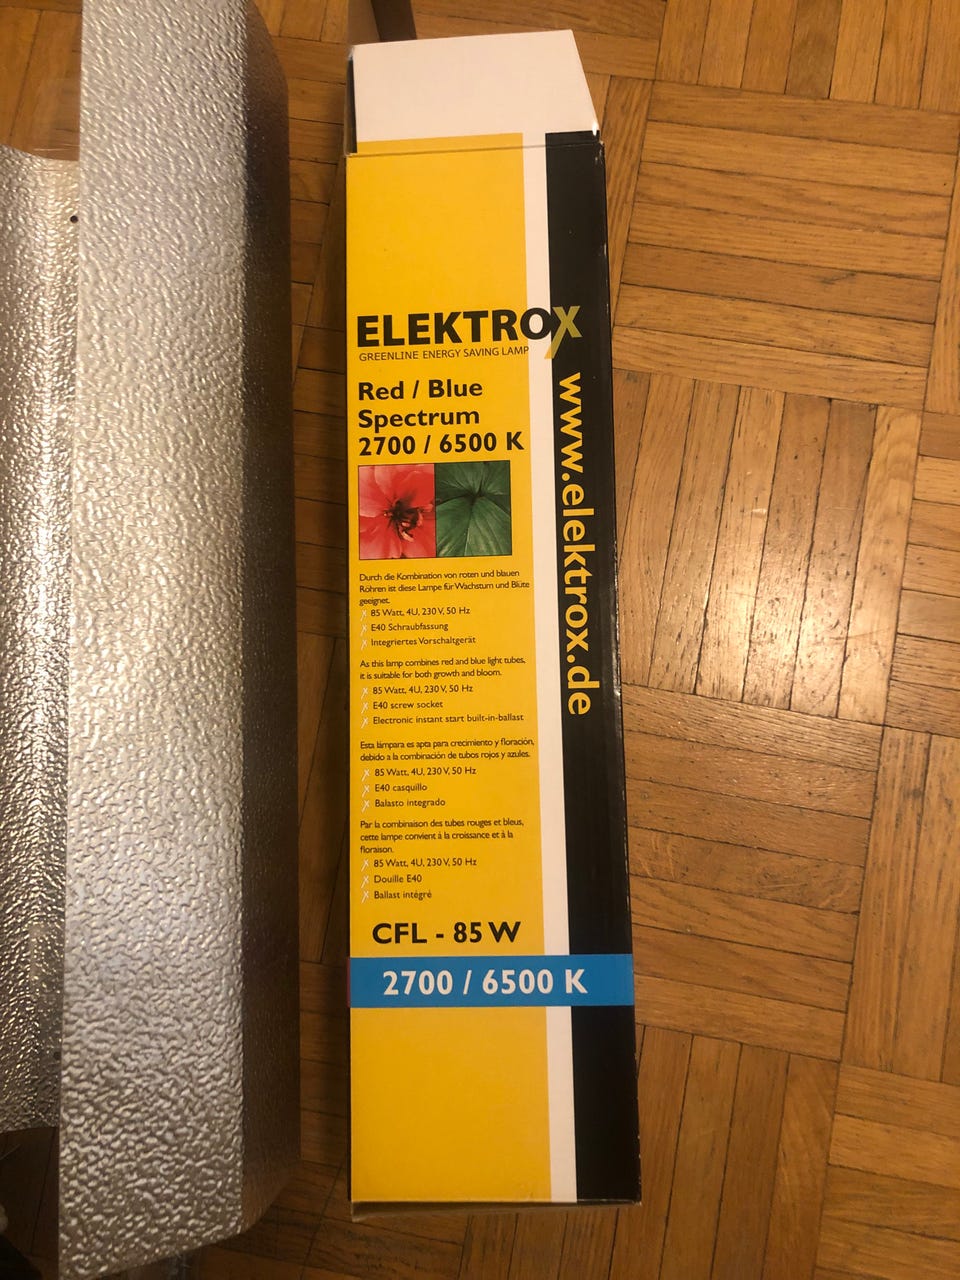 ELEKTROX
GREENLINE ENERGY SAVING LAMP
Red / Blue
Spectrum
2700 / 6500 K
Durch die Kombination von roten und blauen
Röhren ist diese Lampe für Wachstum und Blüte
geeignet.
85 Watt, 4U, 230 V, 50 Hz
E40 Schraubfassung
Integriertes Vorschaltgerät
As this lamp combines red and blue light tubes,
it is suitable for both growth and bloom.
85 Watt, 4U, 230 V, 50 Hz
E40 screw socket
Electronic instant start built-in-ballast
Esta lámpara es apta para crecimiento y floración,
debido a la combinación de tubos rojos y azules.
85 Watt, 4U, 230 V, 50 Hz
E40 casquillo
Balasto integrado
Par la combinaison des tubes rouges et bleus,
cette lampe convient à la croissance et à la
floraison.
85 Watt, 4U, 230 V, 50 Hz
Douille E40
Ballast intégré
CFL - 85 W
2700 / 6500 K
www.elektrox.de